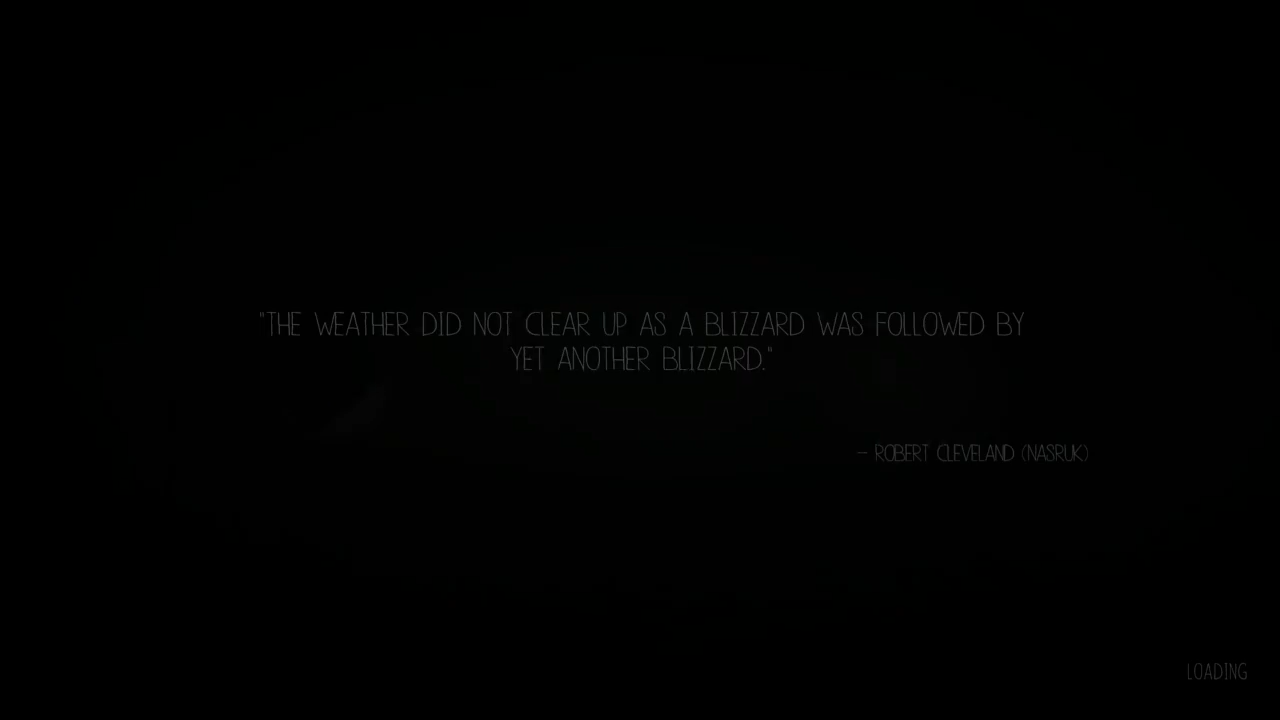 "THE WEATHER DID NOT CLEAR UP AS A BLIZZARD WAS FOLLOWED BY
YET ANOTHER BLIZZARD."
— ROBERT CLEVELAND (NASRUK)
LOADING